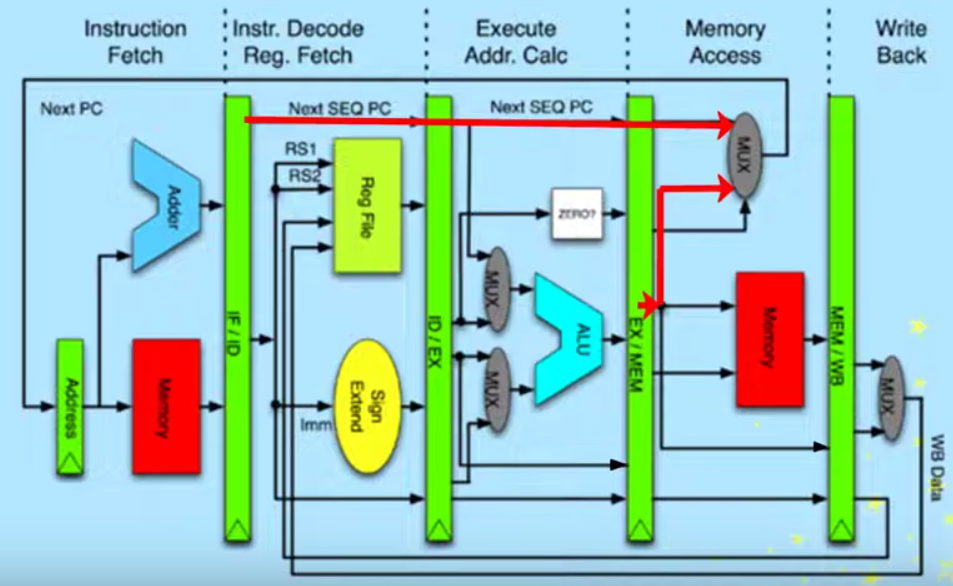 Instruction
Fetch
Instr. Decode
Reg. Fetch
Execute
Addr. Calc
Memory
Access
Write
Back
Next PC
Next SEQ PC
Next SEQ PC
MUX
RS1
RS2
Adder
Reg File
ZERO?
MUX
IF / ID
ID / EX
ALU
EX / MEM
Memory
MEM / WB
Address
Memory
Sign
Extend
Imm
MUX
MUX
WB Data